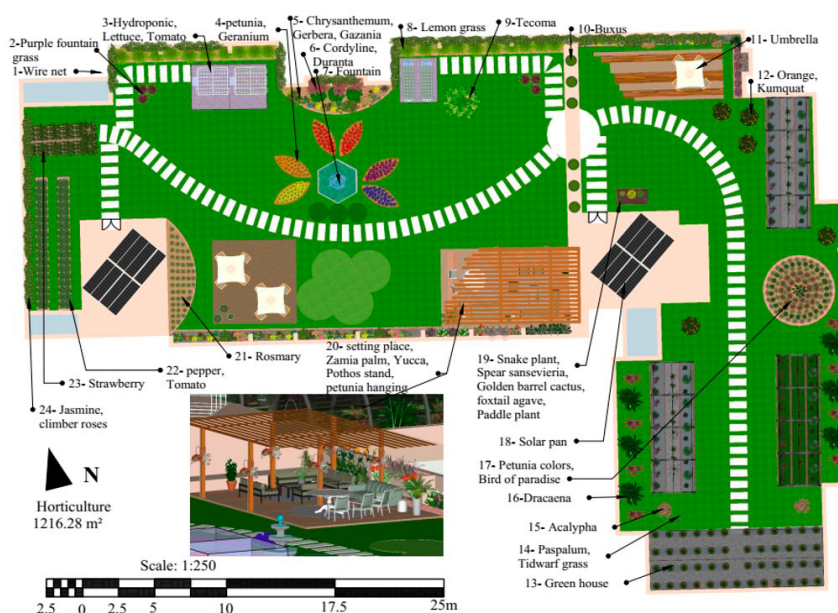 3-Hydroponic,
Lettuce, Tomato
4-petunia,
Geranium
5- Chrysanthemum,
Gerbera, Gazania
6- Cordyline,
Duranta
7- Fountain
8- Lemon grass
9-Tecoma
10-Buxus
11- Umbrella
2-Purple fountain
grass
1-Wire net
12- Orange,
Kumquat
21- Rosmary
20- setting place,
Zamia palm, Yucca,
Pothos stand,
petunia hanging
19- Snake plant,
Spear sansevieria,
Golden barrel cactus,
foxtail agave,
Paddle plant
22- pepper,
Tomato
23- Strawberry
24- Jasmine,
climber roses
18- Solar pan
17- Petunia colors,
Bird of paradise
16-Dracaena
15- Acalypha
14- Paspalum,
Tidwarf grass
13- Green house
N
Horticulture
1216.28 m²
Scale: 1:250
2.5 0 2.5 5 10 17.5 25m